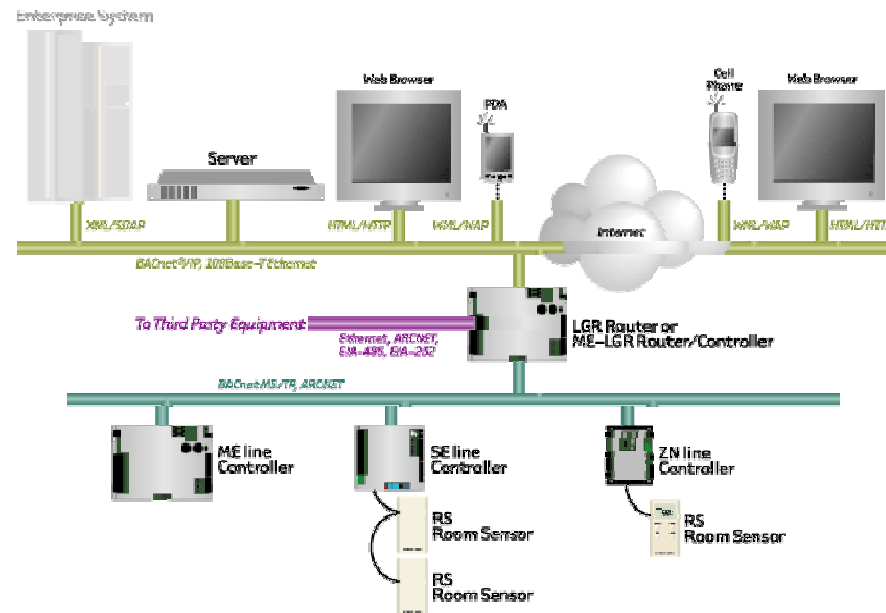 Enterprise System
Server
Web Browser
PDA
Cell
Phone
Web Browser
XML/SOAP
HTML/HTTP
WML/WAP
Internet
WML/WAP
HTML/HTTP
BACnet/IP, 100Base-T Ethernet
To Third Party Equipment
Ethernet, ARCNET,
EIA-485, EIA-232
LGR Router or
ME-LGR Router/Controller
BACnet MS/TP, ARCNET
ME line
Controller
SE line
Controller
ZN line
Controller
RS
Room Sensor
RS
Room Sensor
RS
Room Sensor